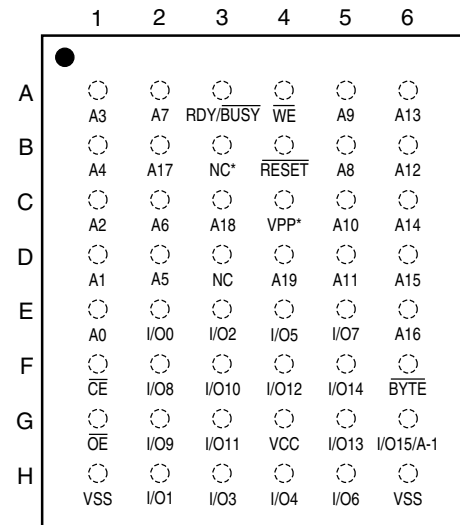 1 2 3 4 5 6
A
A3 A7 RDY/BUSY WE A9 A13
B
A4 A17 NC* RESET A8 A12
C
A2 A6 A18 VPP* A10 A14
D
A1 A5 NC A19 A11 A15
E
A0 I/O0 I/O2 I/O5 I/O7 A16
F
CE I/O8 I/O10 I/O12 I/O14 BYTE
G
OE I/O9 I/O11 VCC I/O13 I/O15/A-1
H
VSS I/O1 I/O3 I/O4 I/O6 VSS